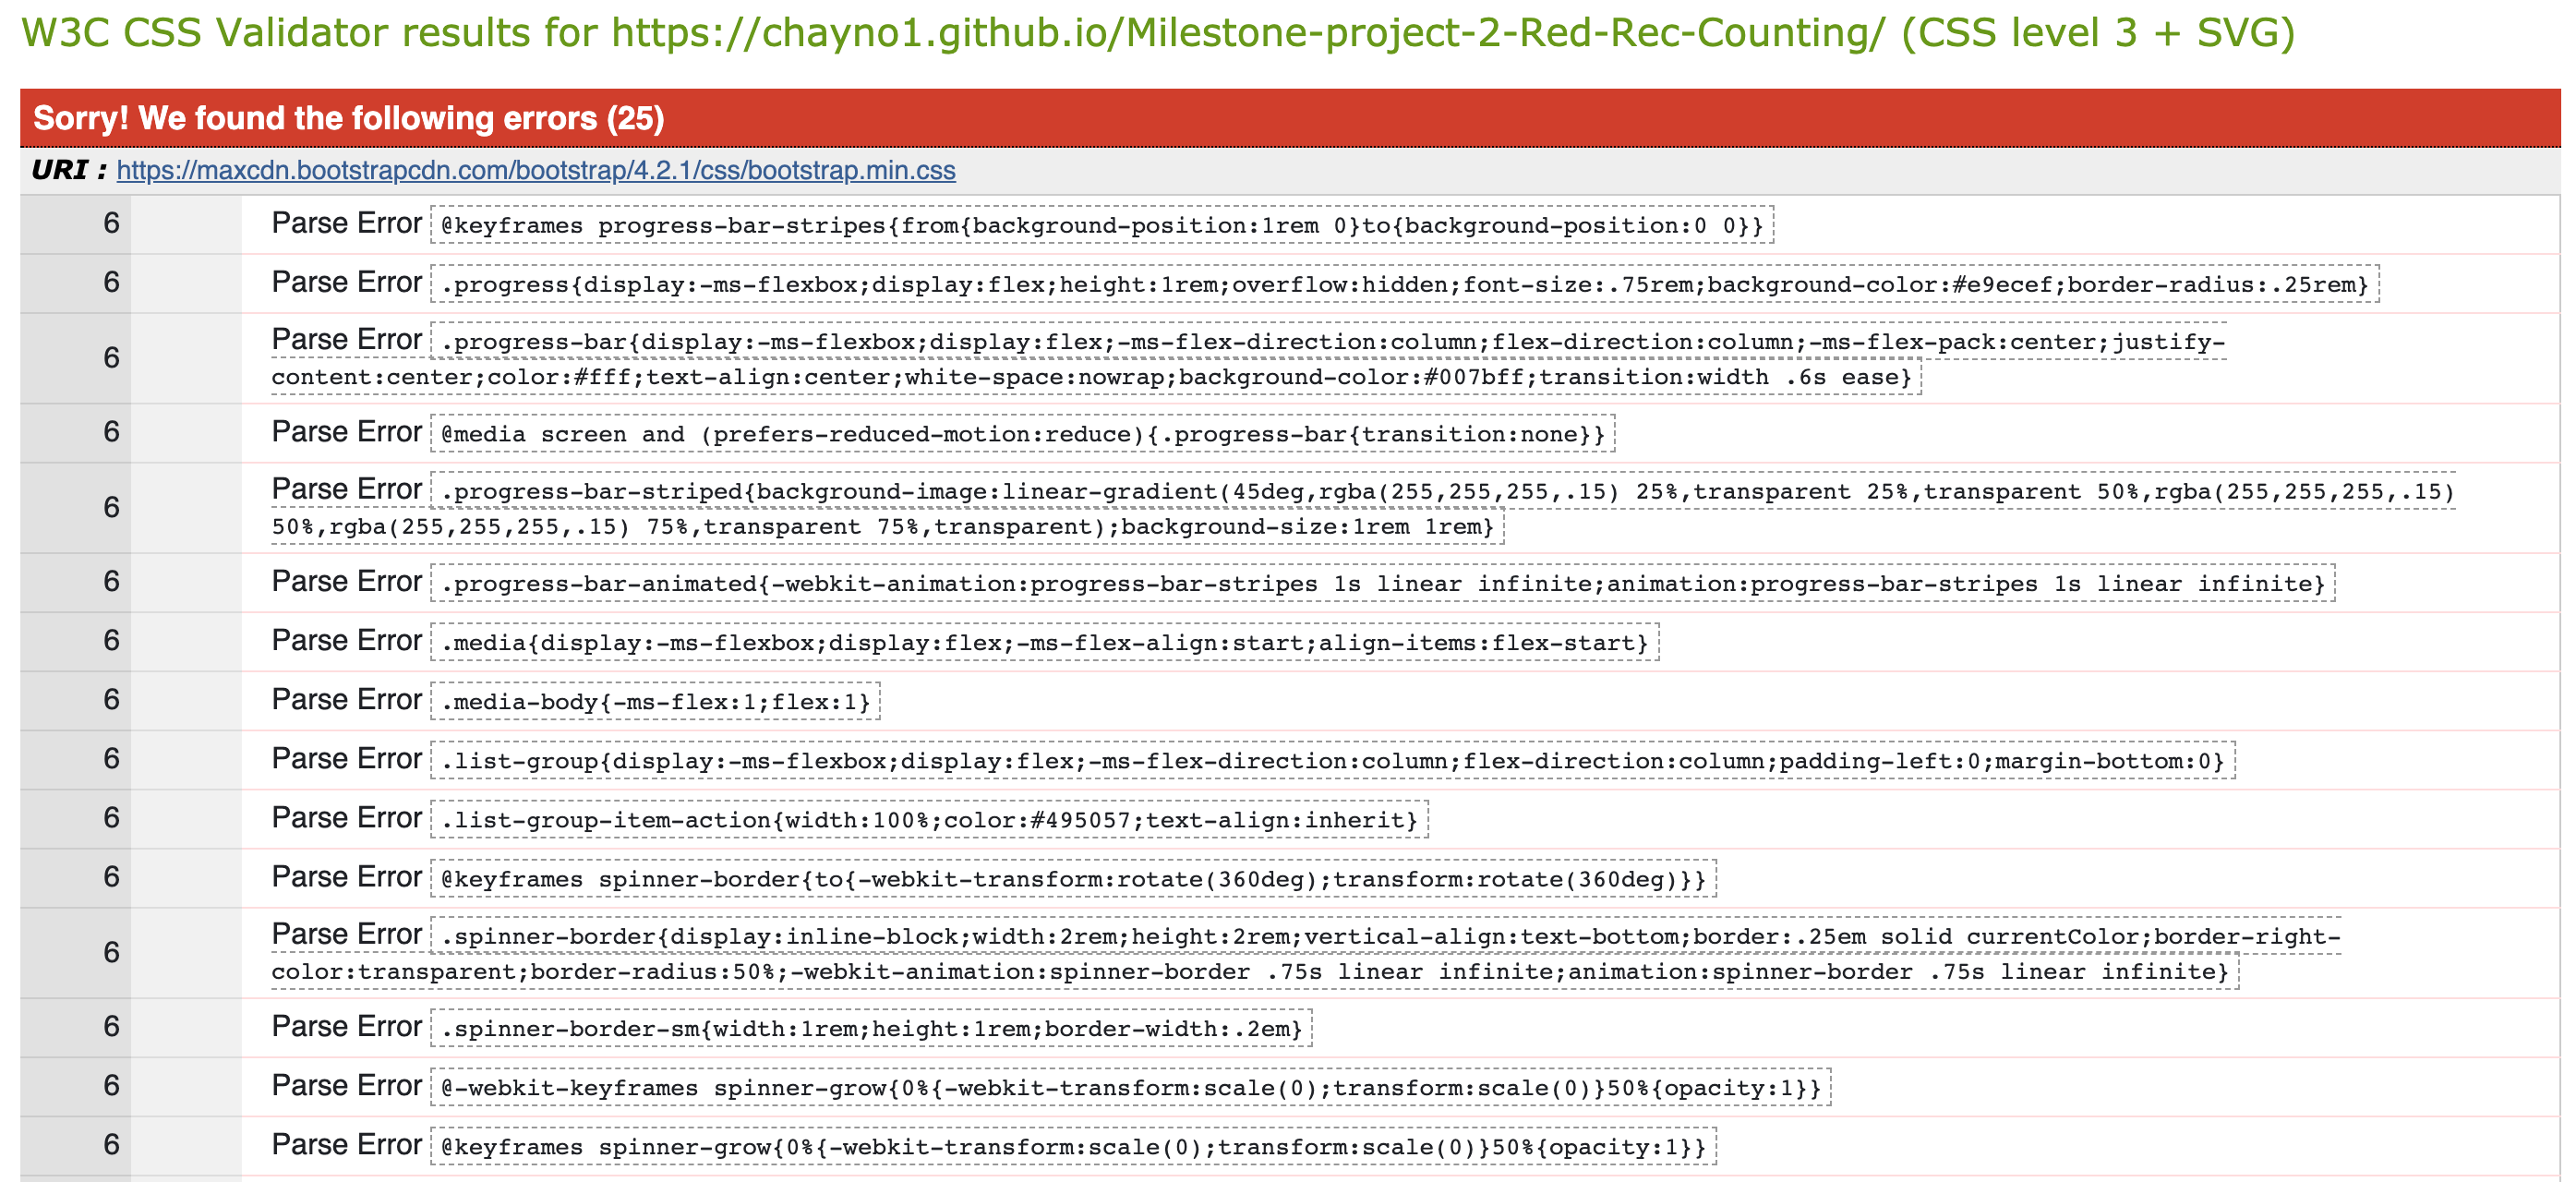 W3C CSS Validator results for https://chayno1.github.io/Milestone-project-2-Red-Rec-Counting/ (CSS level 3 + SVG)
Sorry! We found the following errors (25)
URI : https://maxcdn.bootstrapcdn.com/bootstrap/4.2.1/css/bootstrap.min.css
6 Parse Error @keyframes progress-bar-stripes{from{background-position:1rem 0}to{background-position:0 0}}
6 Parse Error .progress{display:-ms-flexbox;display:flex;height:1rem;overflow:hidden;font-size:.75rem;background-color:#e9ecef;border-radius:.25rem}
6 Parse Error .progress-bar{display:-ms-flexbox;display:flex;-ms-flex-direction:column;flex-direction:column;-ms-flex-pack:center;justify-
content:center;color:#fff;text-align:center;white-space:nowrap;background-color:#007bff;transition:width .6s ease}
6 Parse Error @media screen and (prefers-reduced-motion:reduce){.progress-bar{transition:none}}
6 Parse Error .progress-bar-striped{background-image:linear-gradient(45deg,rgba(255,255,255,.15) 25%,transparent 25%,transparent 50%,rgba(255,255,255,.15)
50%,rgba(255,255,255,.15) 75%,transparent 75%,transparent);background-size:1rem 1rem}
6 Parse Error .progress-bar-animated{-webkit-animation:progress-bar-stripes 1s linear infinite;animation:progress-bar-stripes 1s linear infinite}
6 Parse Error .media{display:-ms-flexbox;display:flex;-ms-flex-align:start;align-items:flex-start}
6 Parse Error .media-body{-ms-flex:1;flex:1}
6 Parse Error .list-group{display:-ms-flexbox;display:flex;-ms-flex-direction:column;flex-direction:column;padding-left:0;margin-bottom:0}
6 Parse Error .list-group-item-action{width:100%;color:#495057;text-align:inherit}
6 Parse Error @keyframes spinner-border{to{-webkit-transform:rotate(360deg);transform:rotate(360deg)}}
6 Parse Error .spinner-border{display:inline-block;width:2rem;height:2rem;vertical-align:text-bottom;border:.25em solid currentColor;border-right-
color:transparent;border-radius:50%;-webkit-animation:spinner-border .75s linear infinite;animation:spinner-border .75s linear infinite}
6 Parse Error .spinner-border-sm{width:1rem;height:1rem;border-width:.2em}
6 Parse Error @-webkit-keyframes spinner-grow{0%{-webkit-transform:scale(0);transform:scale(0)}50%{opacity:1}}
6 Parse Error @keyframes spinner-grow{0%{-webkit-transform:scale(0);transform:scale(0)}50%{opacity:1}}